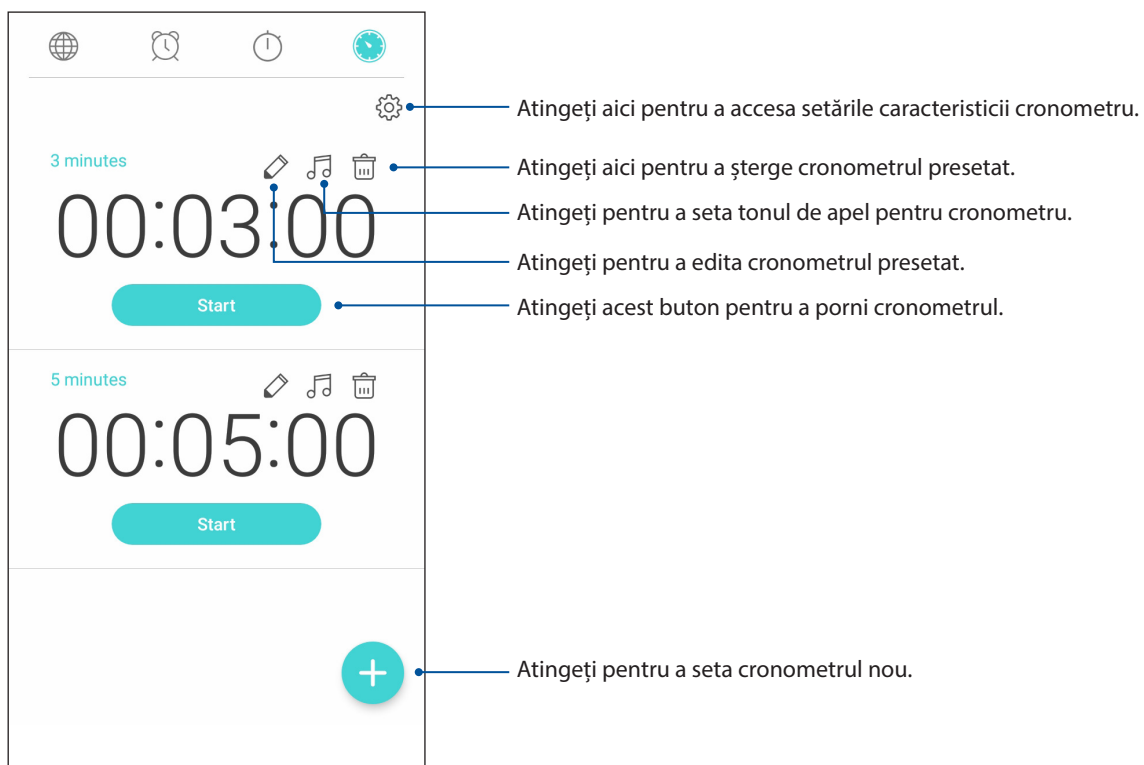 Atingeți aici pentru a accesa setările caracteristicii cronometru.
3 minutes
Atingeți aici pentru a șterge cronometrul presetat.
00:03:00
Atingeți pentru a seta tonul de apel pentru cronometru.
Atingeți pentru a edita cronometrul presetat.
Start
Atingeți acest buton pentru a porni cronometrul.
5 minutes
00:05:00
Start
Atingeți pentru a seta cronometrul nou.